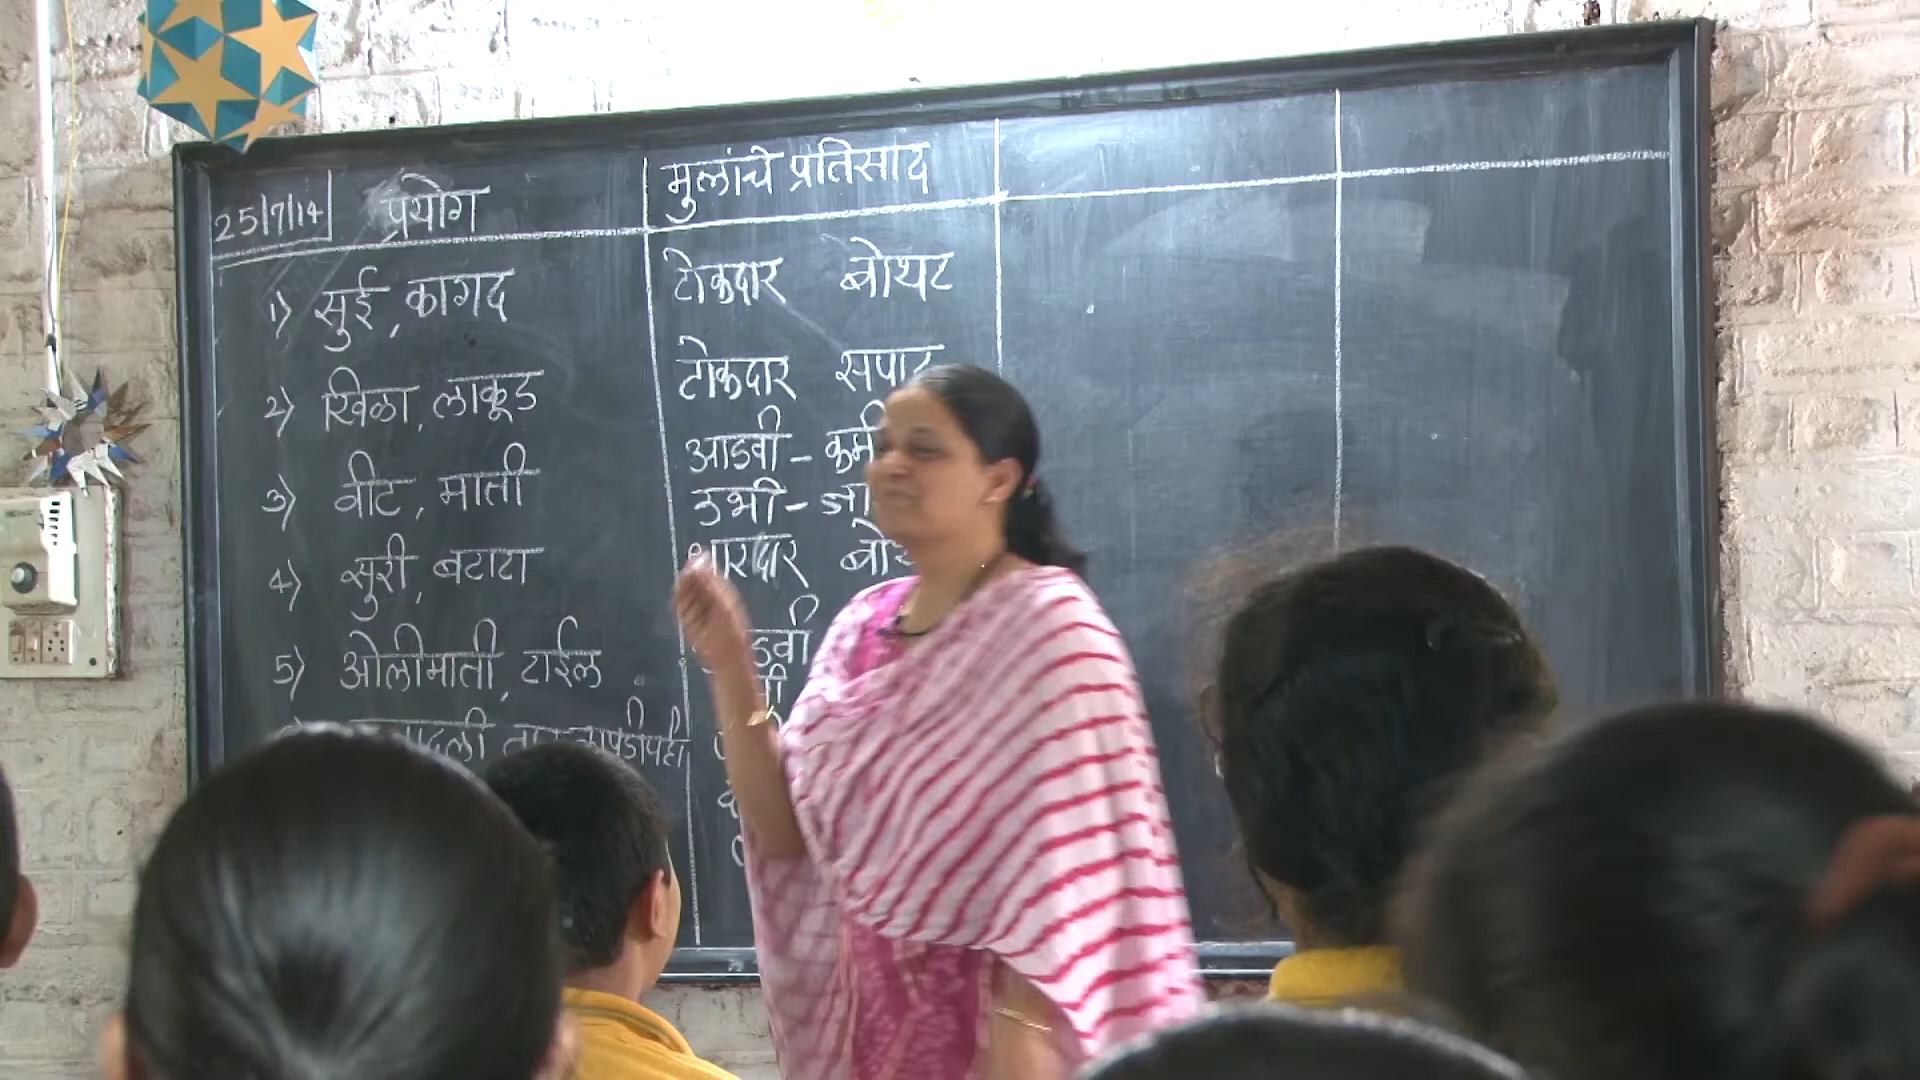 25/7/14 प्रयोग मुलांचे प्रतिसाद
1) सुई, कागद टोकदार बोथट
2) खिळा, लाकूड टोकदार सपाट
आडवी -
3) वीट, माती उभी -
4) सुरी, बटाटा धारदार
5) ओलीमाती, टाईल